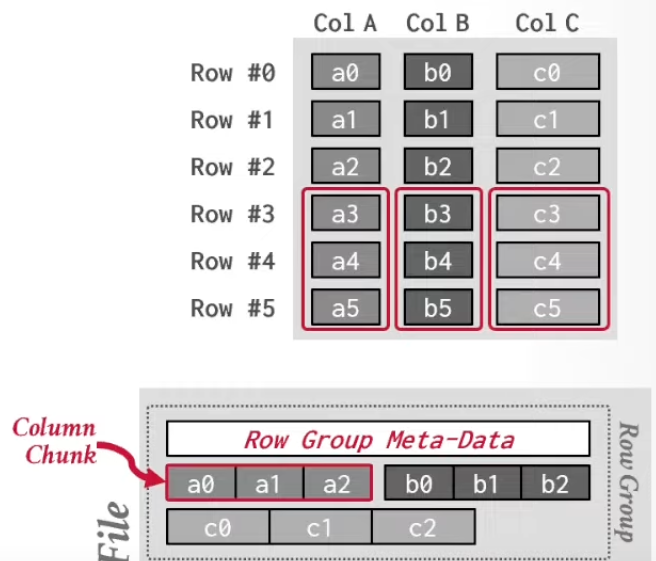 Col A Col B Col C
Row #0 a0 b0 c0
Row #1 a1 b1 c1
Row #2 a2 b2 c2
Row #3 a3 b3 c3
Row #4 a4 b4 c4
Row #5 a5 b5 c5
Column
Chunk
Row Group Meta-Data
a0 a1 a2 b0 b1 b2
c0 c1 c2
Row Group
File